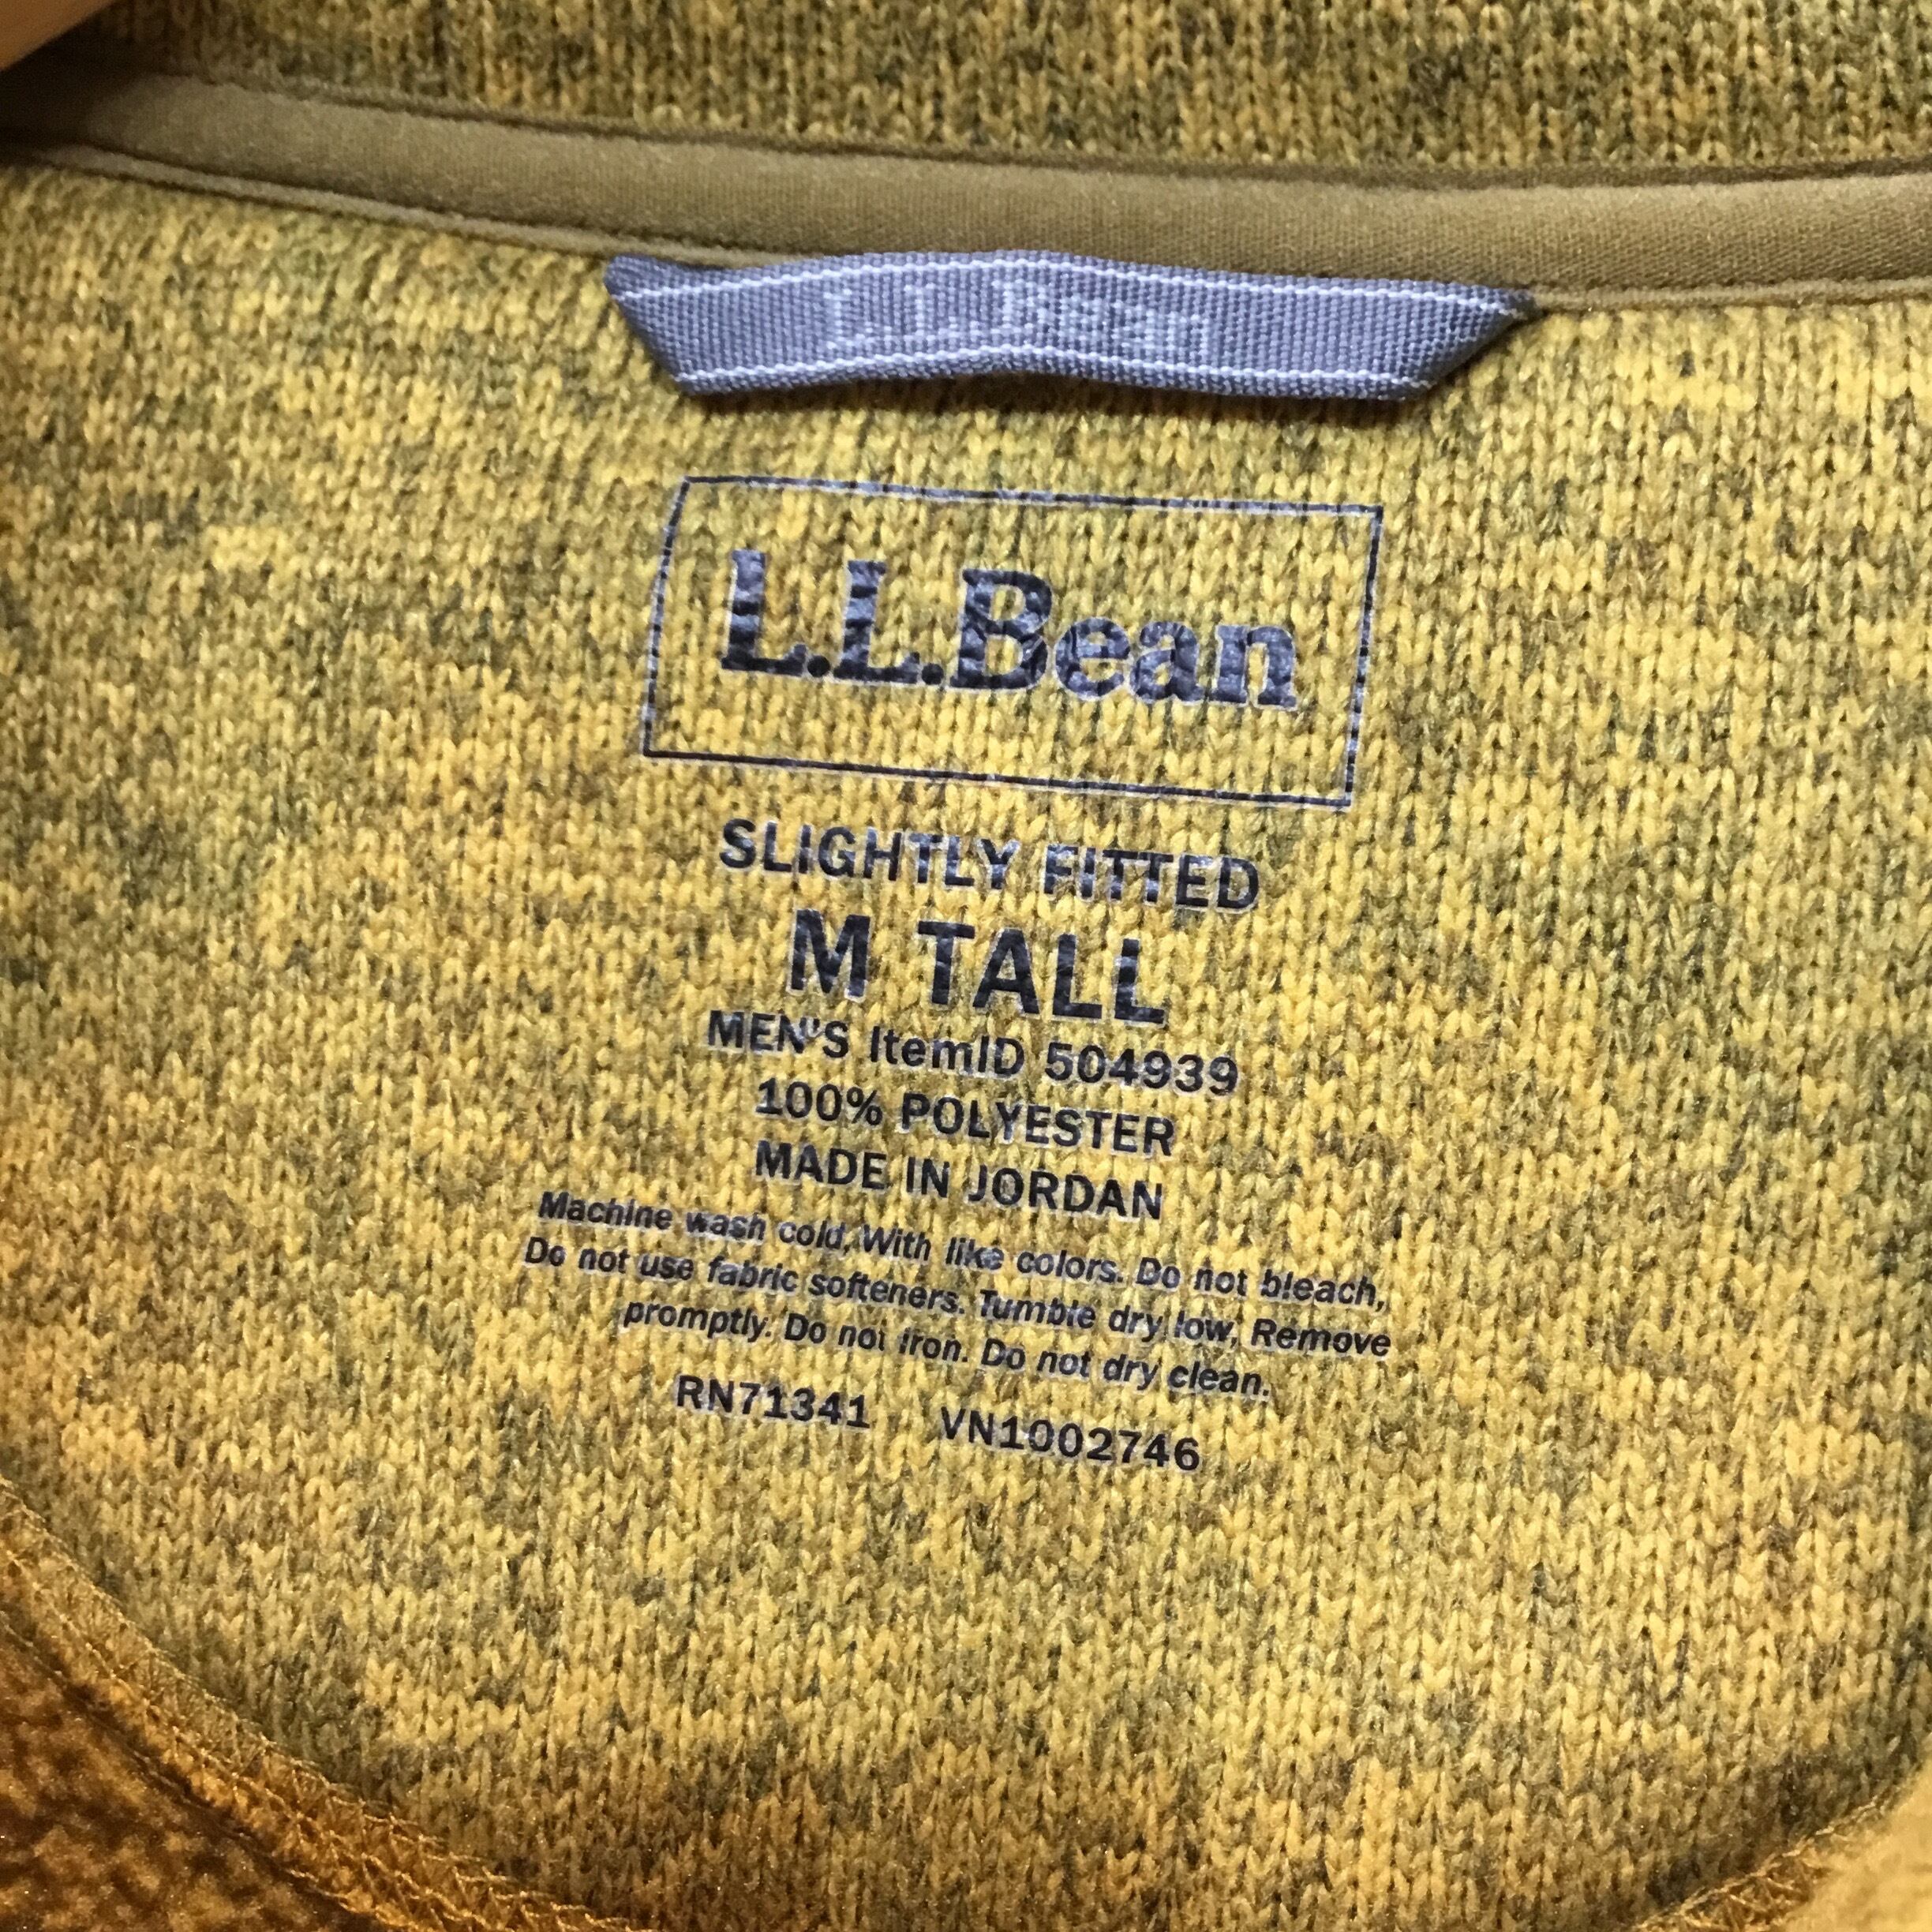 L.L.Bean
L.L.Bean
SLIGHTLY FITTED
M TALL
MEN'S ItemID 504939
100% POLYESTER
MADE IN JORDAN
Machine wash cold, With like colors. Do not bleach,
Do not use fabric softeners. Tumble dry low, Remove
promptly. Do not iron. Do not dry clean.
RN71341 VN1002746